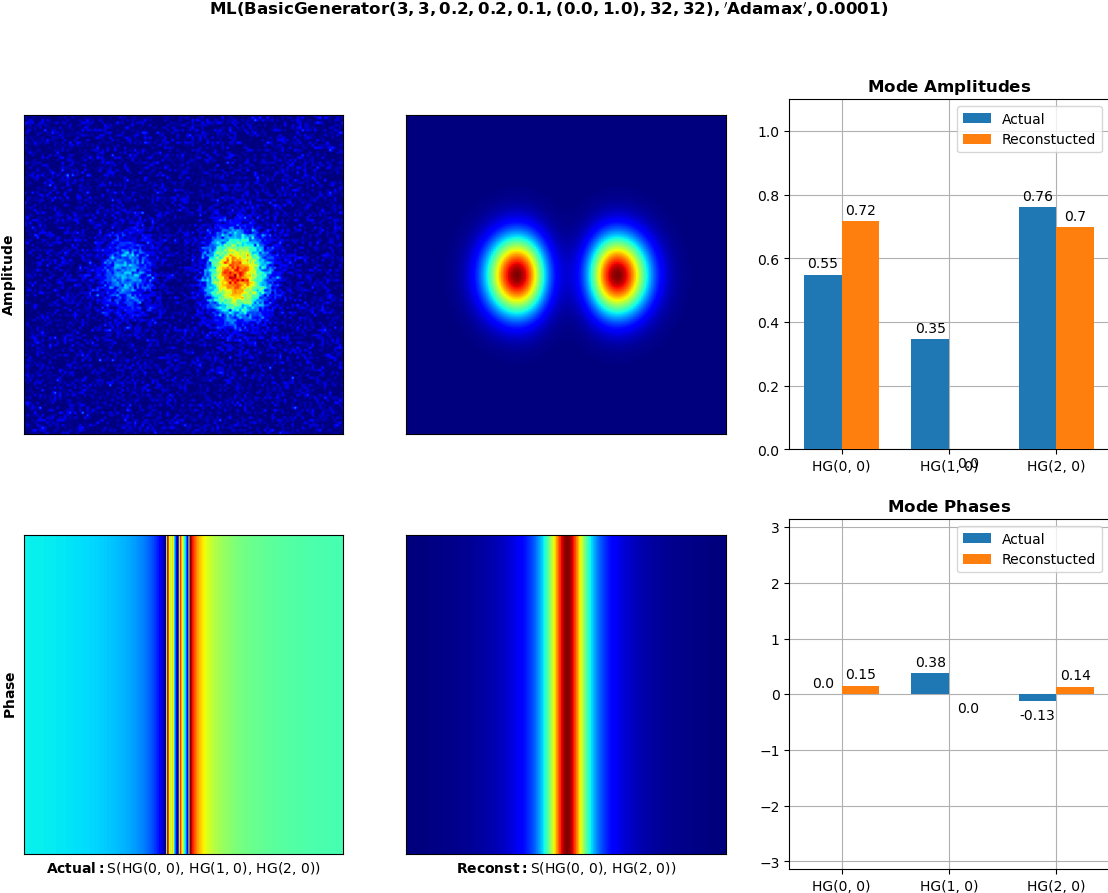 ML(BasicGenerator(3, 3, 0.2, 0.2, 0.1, (0.0, 1.0), 32, 32), ′Adamax′, 0.0001)
Amplitude
Mode Amplitudes
Actual
Reconstucted
1.0
0.8
0.6
0.4
0.2
0.0
0.55
0.72
0.35
0.0
0.76
0.7
HG(0, 0)
HG(1, 0)
HG(2, 0)
Phase
Actual: S(HG(0, 0), HG(1, 0), HG(2, 0))
Reconst: S(HG(0, 0), HG(2, 0))
Mode Phases
Actual
Reconstucted
3
2
1
0
−1
−2
−3
0.0
0.15
0.38
0.0
-0.13
0.14
HG(0, 0)
HG(1, 0)
HG(2, 0)